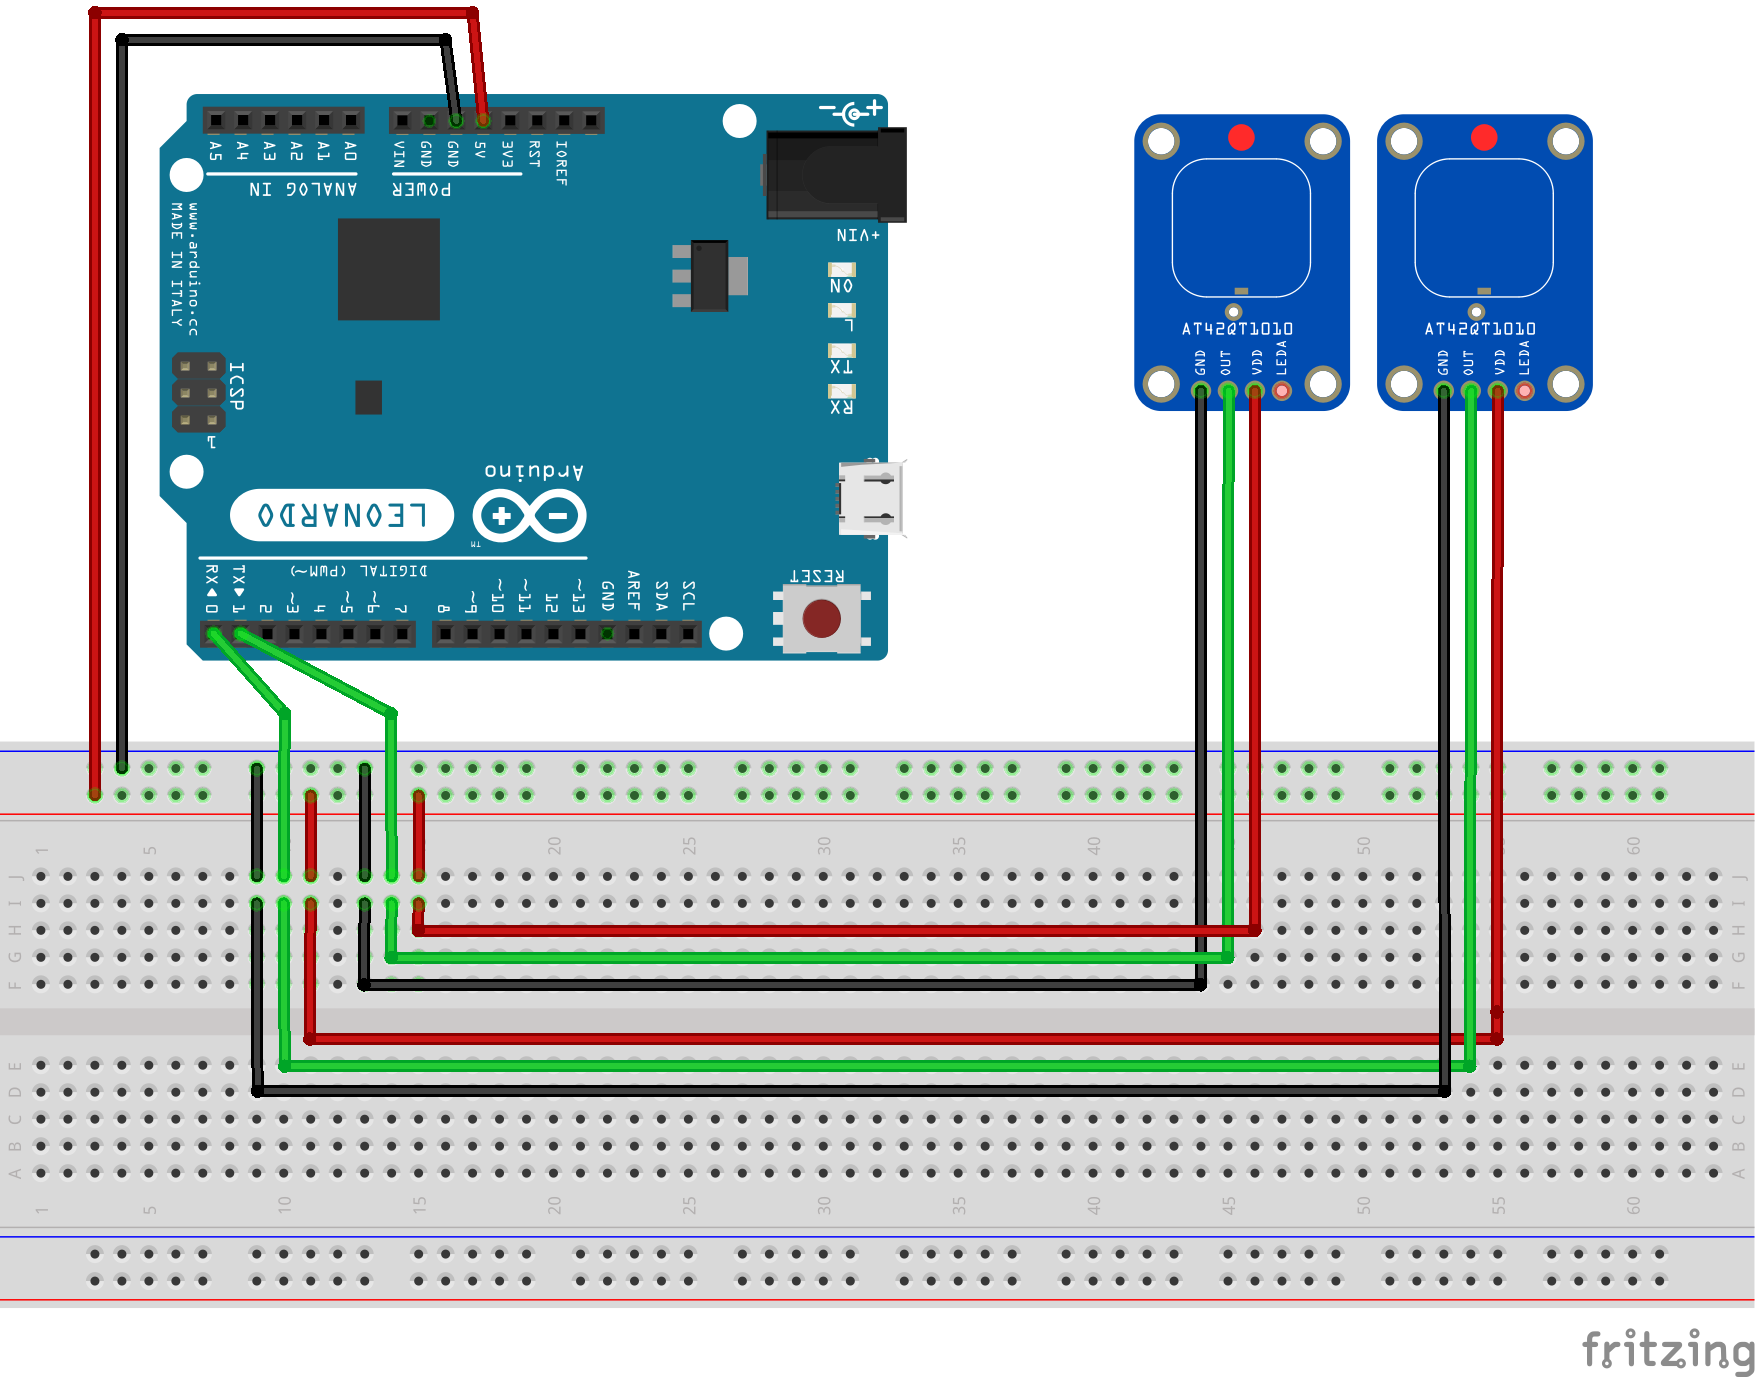 A5 A4 A3 A2 A1 A0
VIN GND GND 5V 3V3 RST IOREF
ANALOG IN
POWER
www.arduino.cc
MADE IN ITALY
+VIN
ON
L
TX
RX
ICSP
1
Arduino
LEONARDO
TM
RESET
DIGITAL (PWM~)
RX TX
0 1 2 ~3 4 ~5 ~6 7 8 ~9 ~10 ~11 12 ~13 GND AREF SDA SCL
AT42QT1010
GND OUT VDD LEDA
AT42QT1010
GND OUT VDD LEDA
1 5 20 25 30 35 40 50 60
J J
I I
H H
G G
F F
E E
D D
C C
B B
A A
1 5 10 15 20 25 30 35 40 45 50 55 60
fritzing